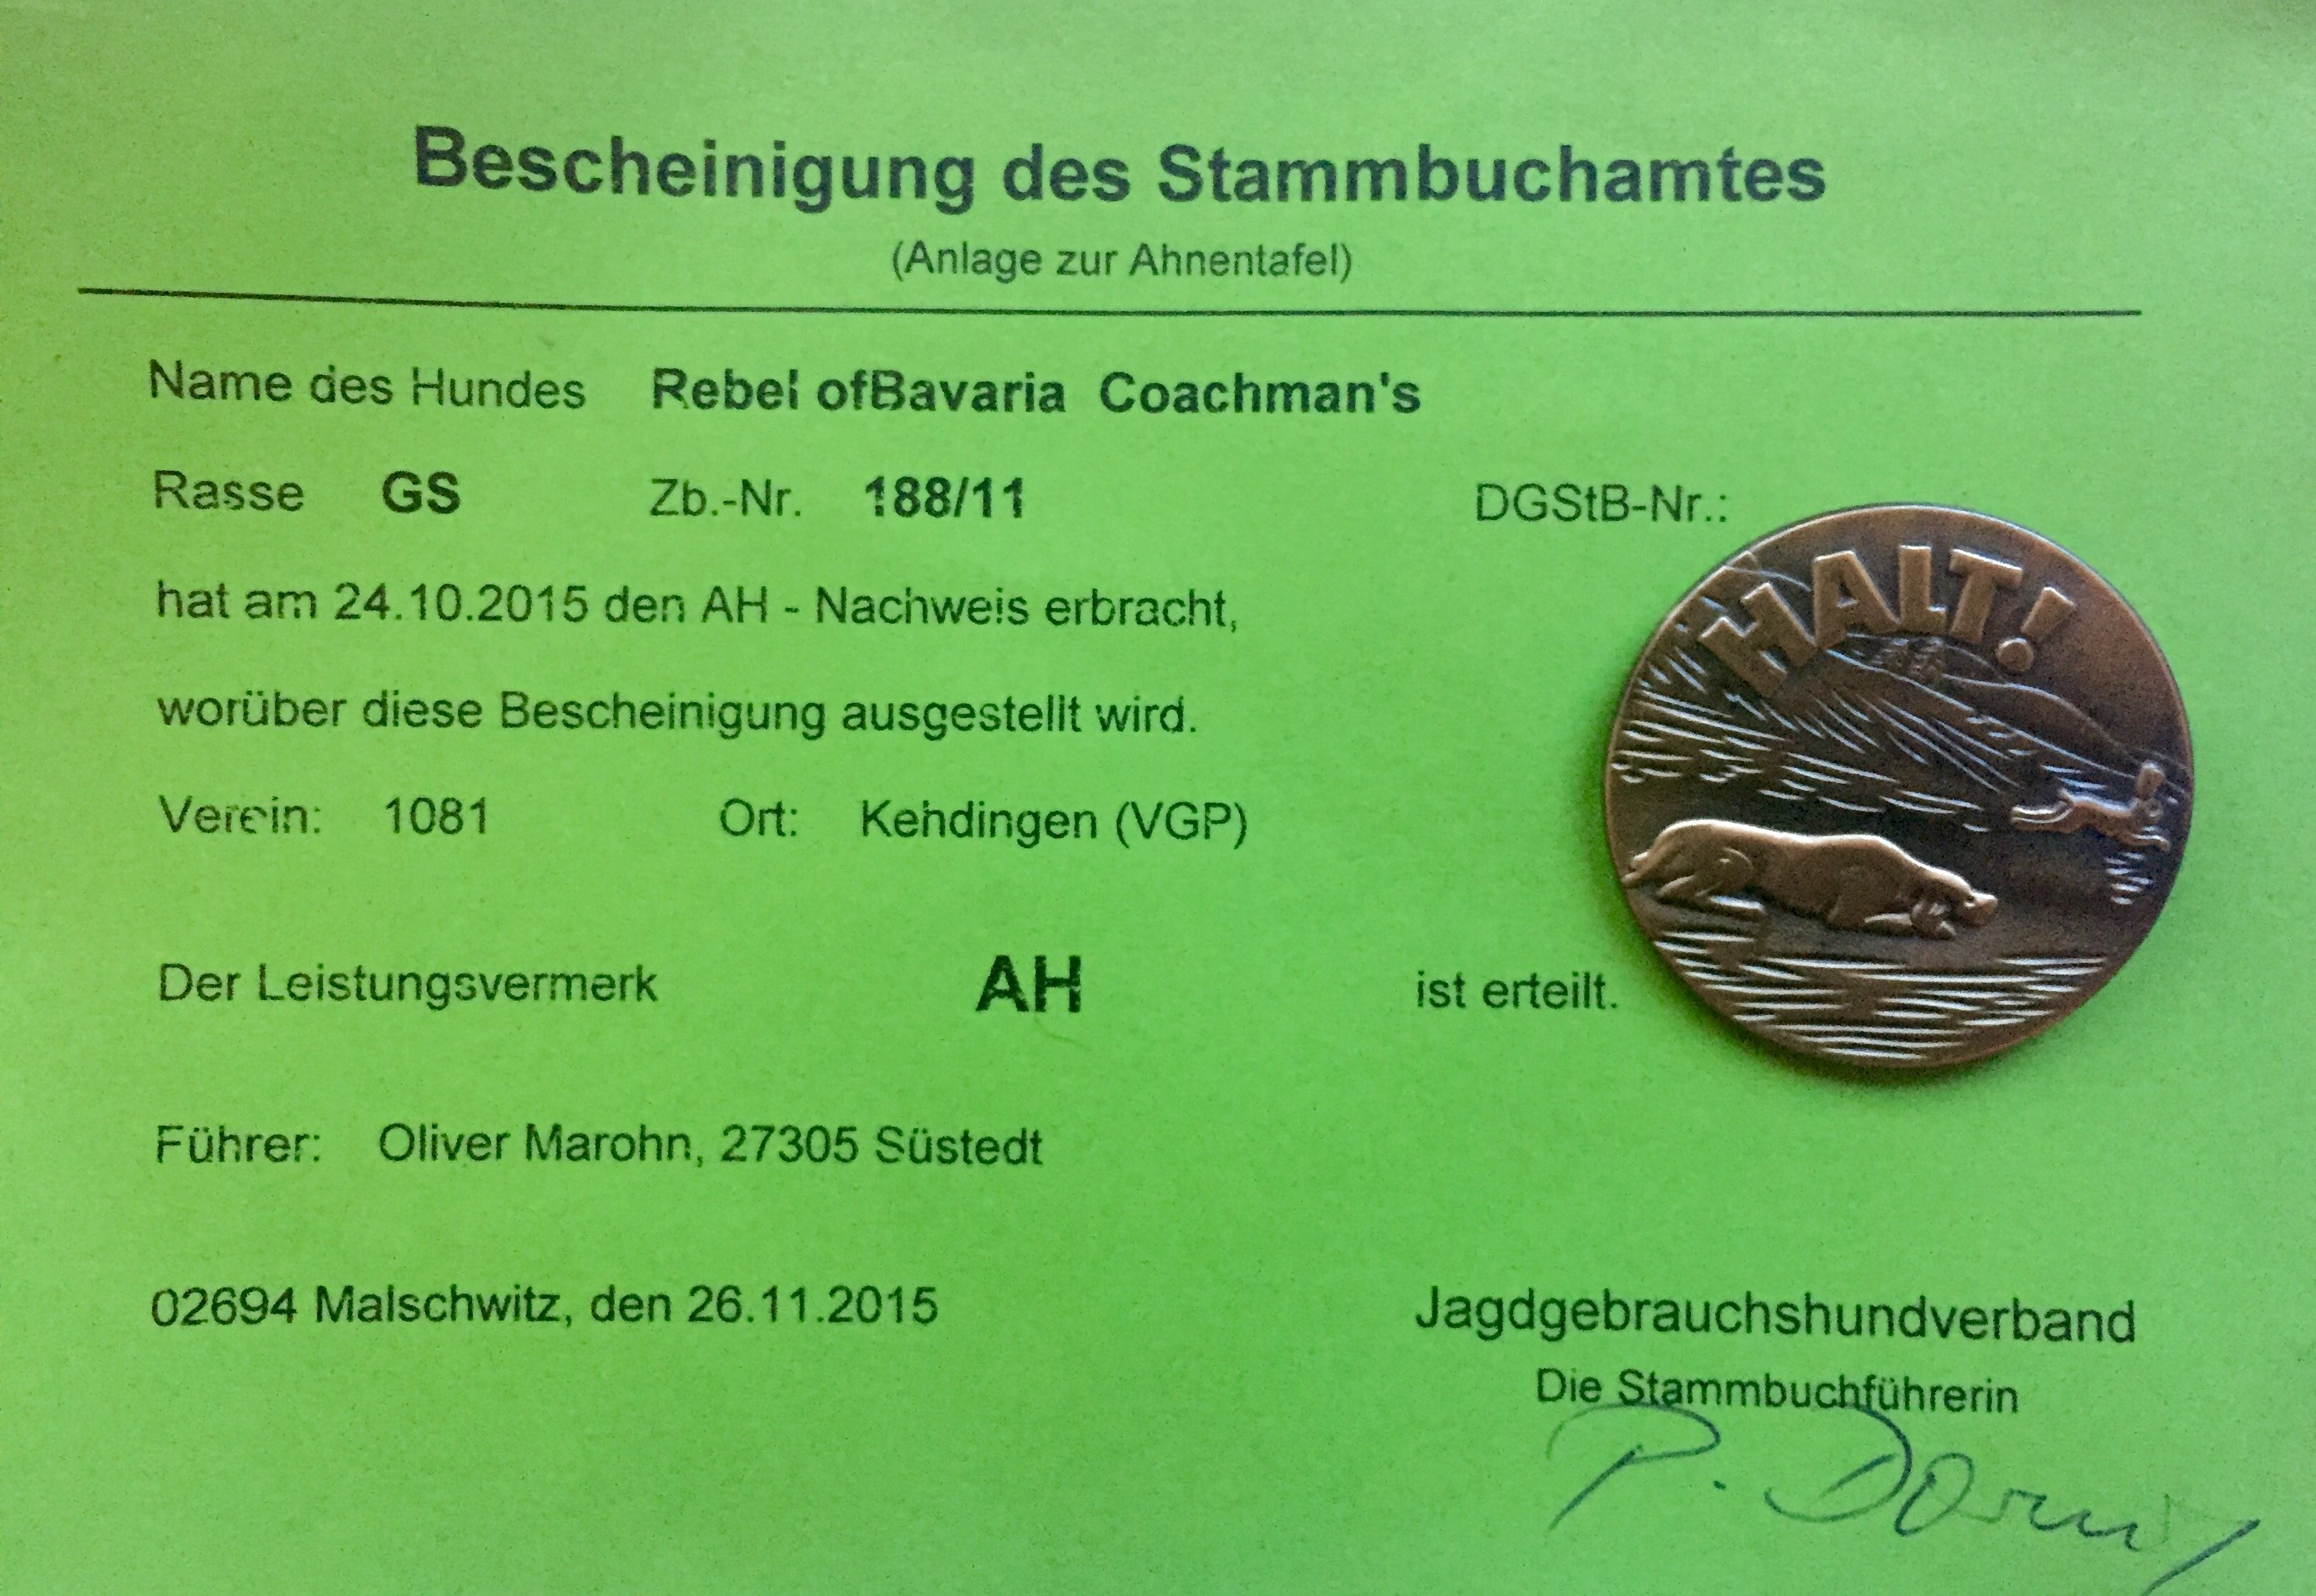 Bescheinigung des Stammbuchamtes
(Anlage zur Ahnentafel)
Name des Hundes Rebel ofBavaria Coachman's
Rasse GS Zb.-Nr. 188/11 DGStB-Nr.:
HALT!
hat am 24.10.2015 den AH - Nachweis erbracht,
worüber diese Bescheinigung ausgestellt wird.
Verein: 1081 Ort: Kehdingen (VGP)
Der Leistungsvermerk AH ist erteilt.
Führer: Oliver Marohn, 27305 Süstedt
02694 Malschwitz, den 26.11.2015 Jagdgebrauchshundverband
Die Stammbuchführerin
P.